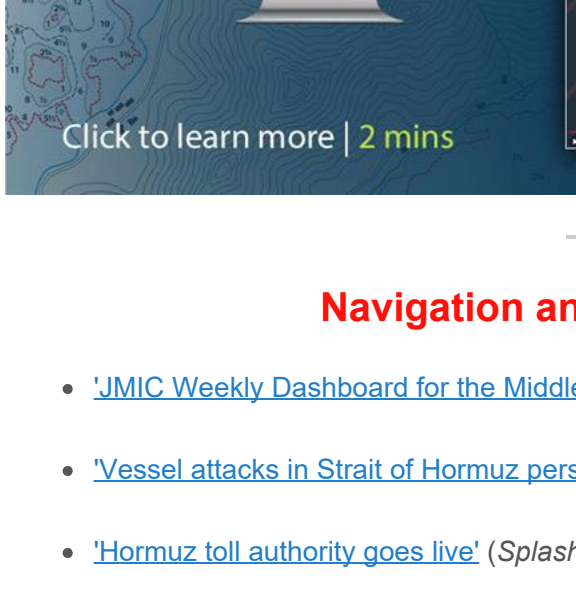 Click to learn more | 2 mins
Navigation an
• 'JMIC Weekly Dashboard for the Middle
• 'Vessel attacks in Strait of Hormuz pers
• 'Hormuz toll authority goes live' (Splash